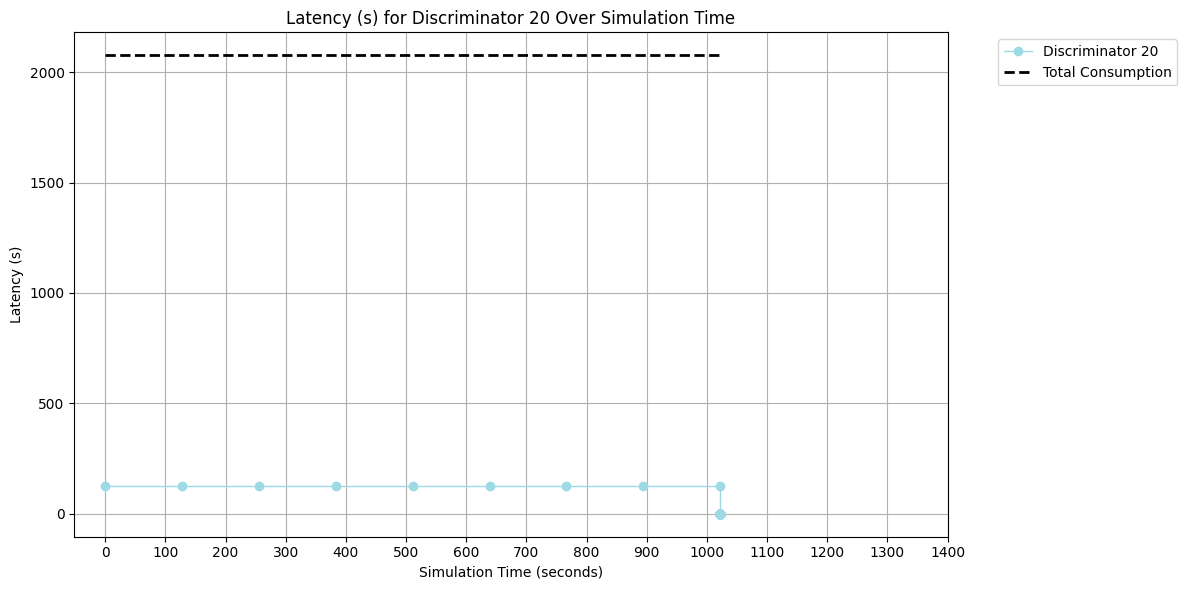 Latency (s) for Discriminator 20 Over Simulation Time
Discriminator 20
Total Consumption
2000
1500
1000
500
0
Latency (s)
0 100 200 300 400 500 600 700 800 900 1000 1100 1200 1300 1400
Simulation Time (seconds)